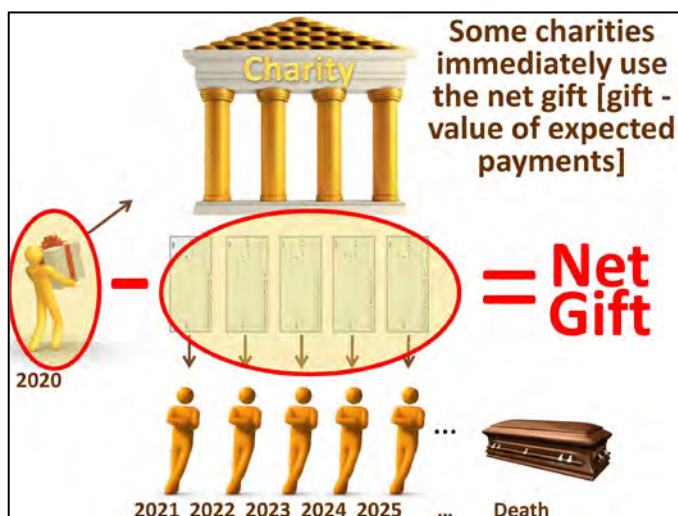 Charity
Some charities
immediately use
the net gift [gift -
value of expected
payments]
- = Net
Gift
2020
...
2021 2022 2023 2024 2025 ... Death